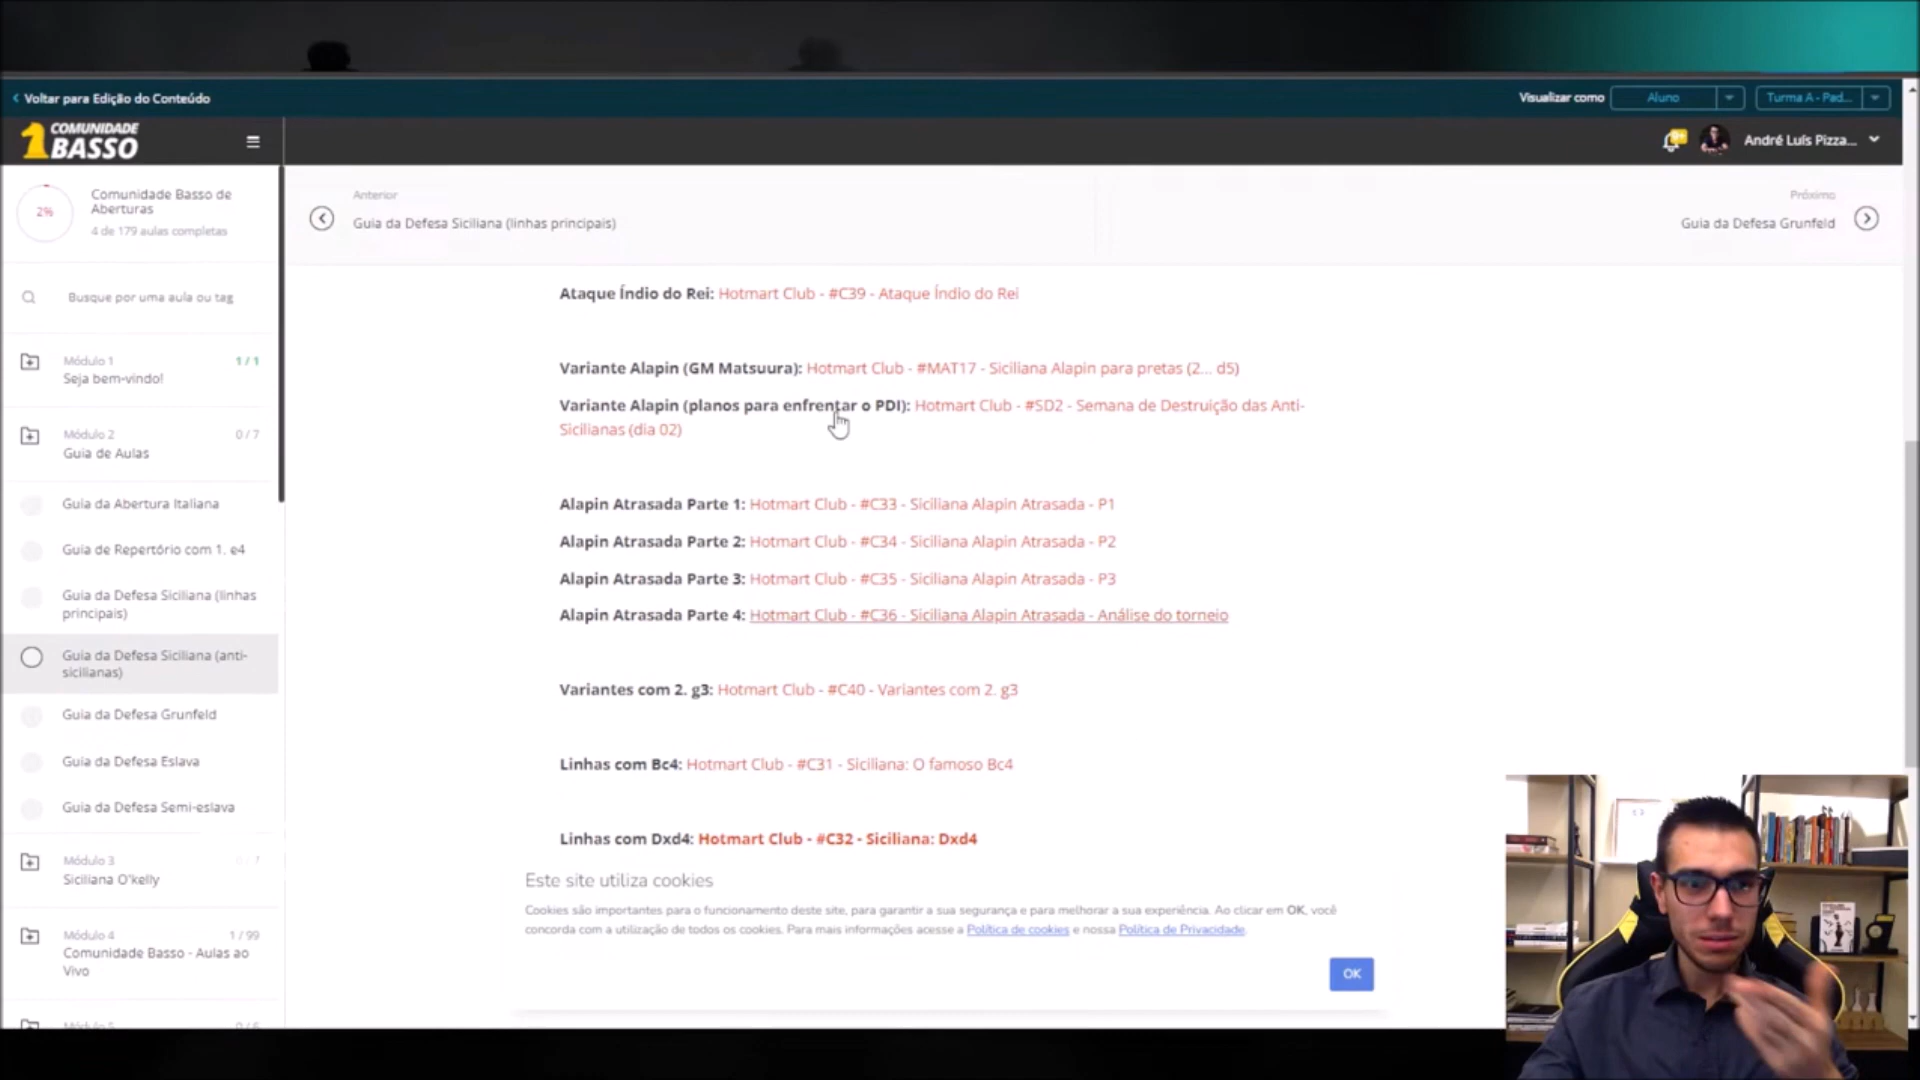 Voltar para Edição do Conteúdo
Visualizar como
Aluno
Turma A - Pad...
COMUNIDADE
BASSO
9+
André Luís Pizza...
2%
Comunidade Basso de
Aberturas
4 de 179 aulas completas
Anterior
Guia da Defesa Siciliana (linhas principais)
Próximo
Guia da Defesa Grunfeld
Busque por uma aula ou tag
Módulo 1
1 / 1
Seja bem-vindo!
Módulo 2
0 / 7
Guia de Aulas
Guia da Abertura Italiana
Guia de Repertório com 1. e4
Guia da Defesa Siciliana (linhas
principais)
Guia da Defesa Siciliana (anti-
sicilianas)
Guia da Defesa Grunfeld
Guia da Defesa Eslava
Guia da Defesa Semi-eslava
Módulo 3
Siciliana O'kelly
Módulo 4
1 / 99
Comunidade Basso - Aulas ao
Vivo
Módulo 5
0 / 6
Ataque Índio do Rei: Hotmart Club - #C39 - Ataque Índio do Rei
Variante Alapin (GM Matsuura): Hotmart Club - #MAT17 - Siciliana Alapin para pretas (2... d5)
Variante Alapin (planos para enfrentar o PDI): Hotmart Club - #SD2 - Semana de Destruição das Anti-
Sicilianas (dia 02)
Alapin Atrasada Parte 1: Hotmart Club - #C33 - Siciliana Alapin Atrasada - P1
Alapin Atrasada Parte 2: Hotmart Club - #C34 - Siciliana Alapin Atrasada - P2
Alapin Atrasada Parte 3: Hotmart Club - #C35 - Siciliana Alapin Atrasada - P3
Alapin Atrasada Parte 4: Hotmart Club - #C36 - Siciliana Alapin Atrasada - Análise do torneio
Variantes com 2. g3: Hotmart Club - #C40 - Variantes com 2. g3
Linhas com Bc4: Hotmart Club - #C31 - Siciliana: O famoso Bc4
Linhas com Dxd4: Hotmart Club - #C32 - Siciliana: Dxd4
Este site utiliza cookies
Cookies são importantes para o funcionamento deste site, para garantir a sua segurança e para melhorar a sua experiência. Ao clicar em OK, você
concorda com a utilização de todos os cookies. Para mais informações acesse a Política de cookies e nossa Política de Privacidade.
OK